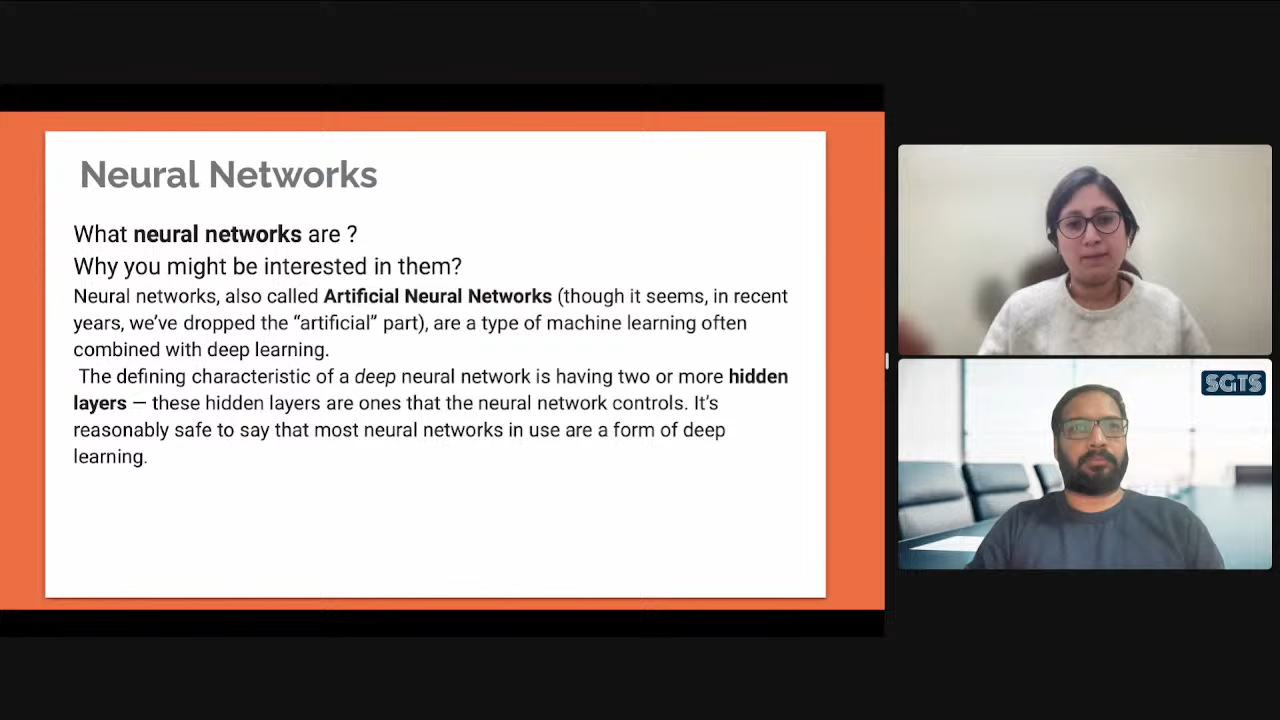 Neural Networks
What neural networks are ?
Why you might be interested in them?
Neural networks, also called Artificial Neural Networks (though it seems, in recent
years, we’ve dropped the “artificial” part), are a type of machine learning often
combined with deep learning.
The defining characteristic of a deep neural network is having two or more hidden
layers — these hidden layers are ones that the neural network controls. It’s
reasonably safe to say that most neural networks in use are a form of deep
learning.
SGTS